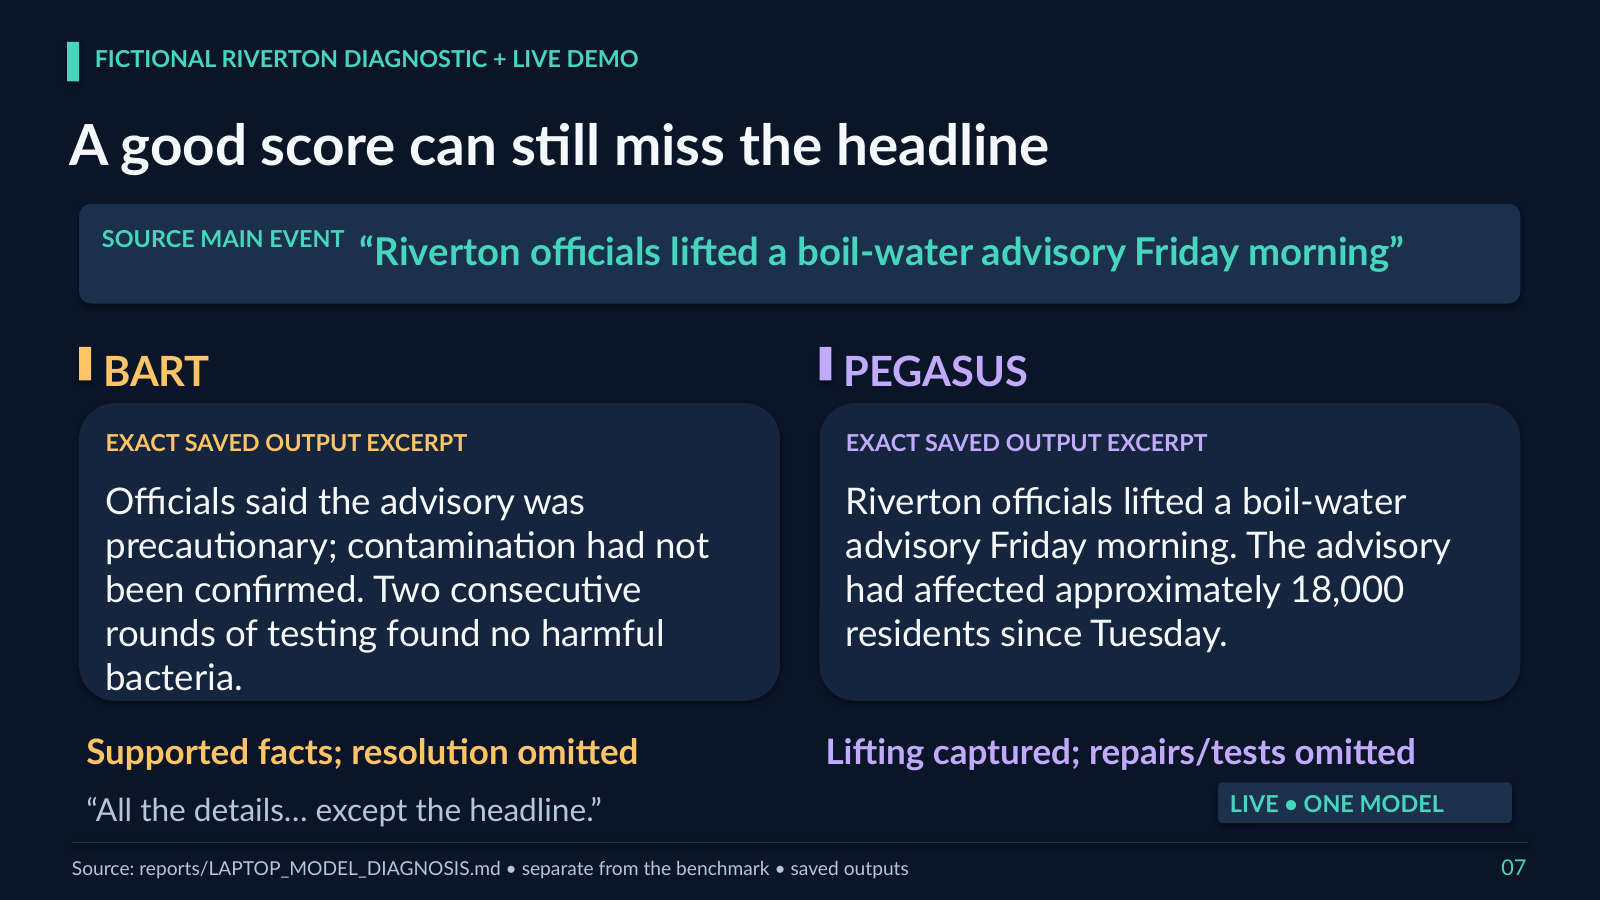 FICTIONAL RIVERTON DIAGNOSTIC + LIVE DEMO
A good score can still miss the headline
SOURCE MAIN EVENT “Riverton officials lifted a boil-water advisory Friday morning”
BART
EXACT SAVED OUTPUT EXCERPT
Officials said the advisory was
precautionary; contamination had not
been confirmed. Two consecutive
rounds of testing found no harmful
bacteria.
Supported facts; resolution omitted
“All the details... except the headline.”
PEGASUS
EXACT SAVED OUTPUT EXCERPT
Riverton officials lifted a boil-water
advisory Friday morning. The advisory
had affected approximately 18,000
residents since Tuesday.
Lifting captured; repairs/tests omitted
LIVE • ONE MODEL
Source: reports/LAPTOP_MODEL_DIAGNOSIS.md • separate from the benchmark • saved outputs
07